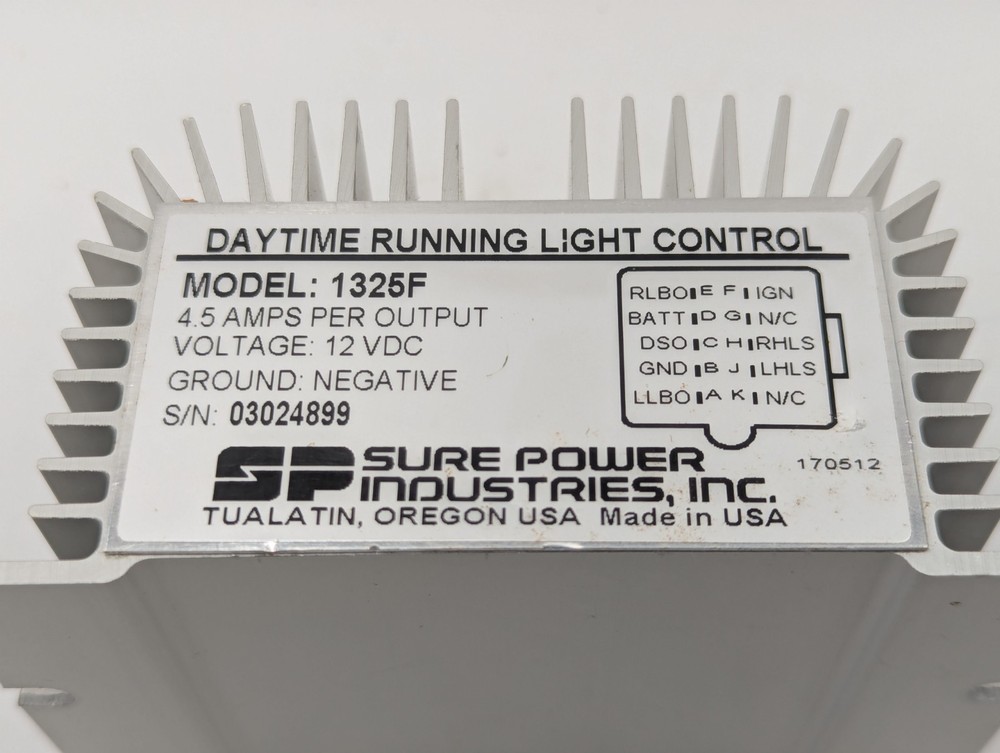 DAYTIME RUNNING LIGHT CONTROL
MODEL: 1325F
4.5 AMPS PER OUTPUT
VOLTAGE: 12 VDC
GROUND: NEGATIVE
S/N: 03024899
RLBO E F IGN
BATT D G N/C
DSO C H RHLS
GND B J LHLS
LLBO A K N/C
170512
SP SURE POWER
INDUSTRIES, INC.
TUALATIN, OREGON USA Made in USA